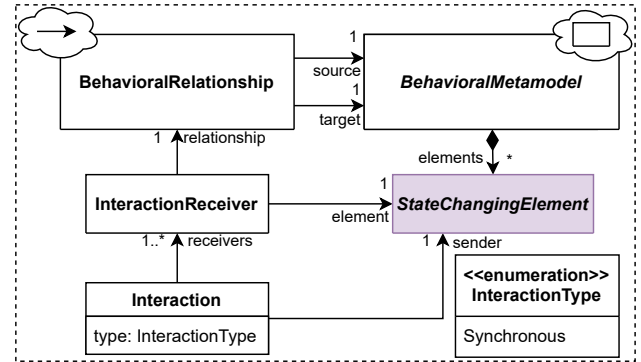 1
source
BehavioralRelationship
BehavioralMetamodel
1
target
1
relationship
elements
*
1
InteractionReceiver
StateChangingElement
element
1..*
receivers
1
sender
Interaction
type: InteractionType
<<enumeration>>
InteractionType
Synchronous